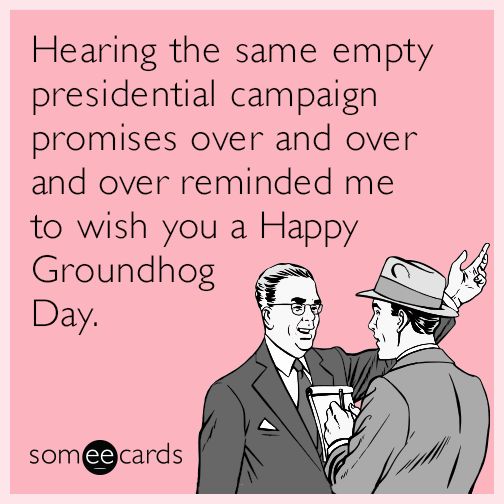 Hearing the same empty
presidential campaign
promises over and over
and over reminded me
to wish you a Happy
Groundhog
Day.
someecards